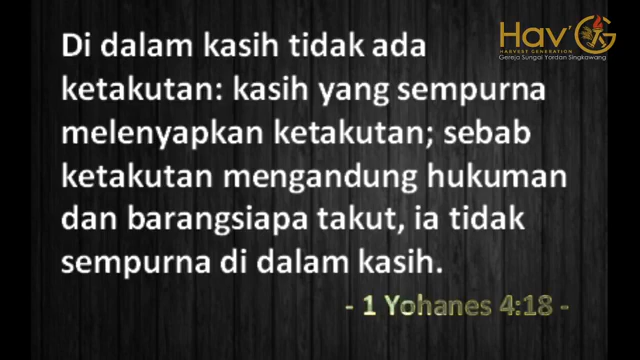 Hav'G
HARVEST GENERATION
Gereja Sungai Yordan Singkawang
Di dalam kasih tidak ada
ketakutan: kasih yang sempurna
melenyapkan ketakutan; sebab
ketakutan mengandung hukuman
dan barangsiapa takut, ia tidak
sempurna di dalam kasih.
- 1 Yohanes 4:18 -